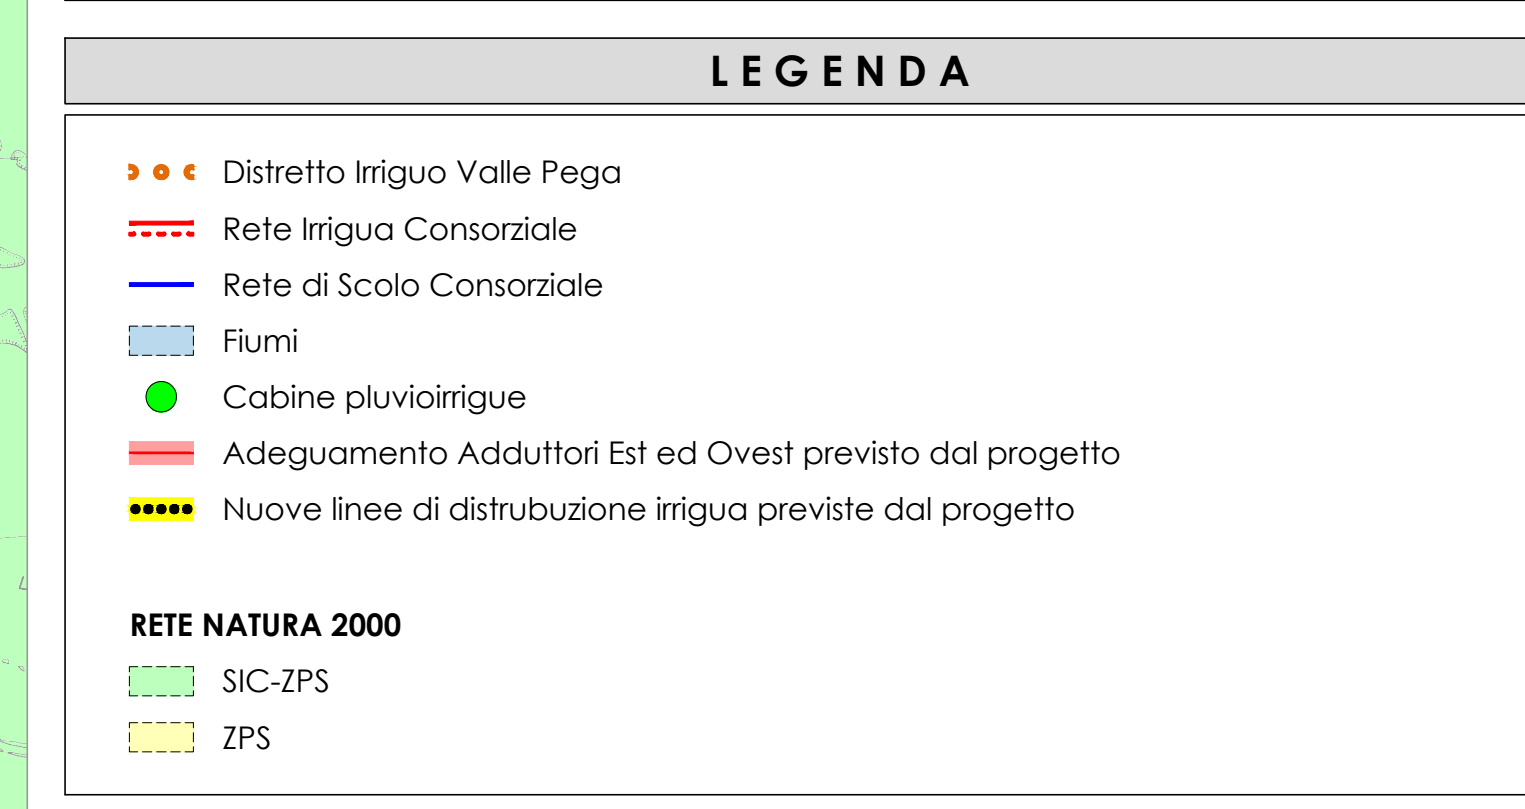 LEGENDA
Distretto Irriguo Valle Pega
Rete Irrigua Consorziale
Rete di Scolo Consorziale
Fiumi
Cabine pluvioirrigue
Adeguamento Adduttori Est ed Ovest previsto dal progetto
Nuove linee di distrubuzione irrigua previste dal progetto
RETE NATURA 2000
SIC-ZPS
ZPS